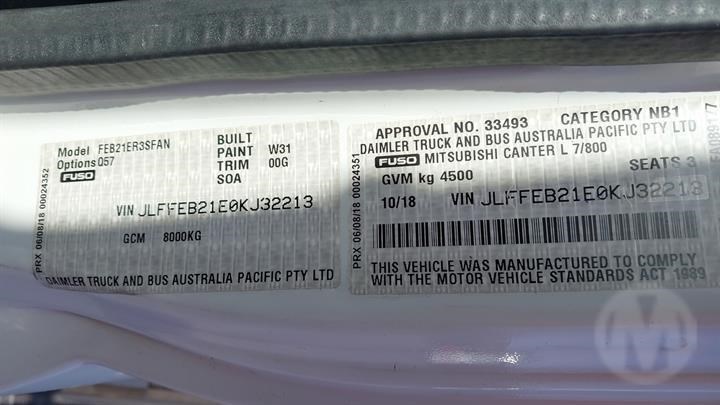 Model FEB21ER3SFAN
Options Q57
FUSO
BUILT
PAINT W31
TRIM 00G
SOA
VIN JLFFEB21E0KJ32213
GCM 8000KG
DAIMLER TRUCK AND BUS AUSTRALIA PACIFIC PTY LTD
PRX 06/08/18 00024352
PRX 06/08/18 00024351
APPROVAL NO. 33493 CATEGORY NB1
DAIMLER TRUCK AND BUS AUSTRALIA PACIFIC PTY LTD
FUSO MITSUBISHI CANTER L 7/800
GVM kg 4500 SEATS 3
10/18 VIN JLFFEB21E0KJ32213
THIS VEHICLE WAS MANUFACTURED TO COMPLY
WITH THE MOTOR VEHICLE STANDARDS ACT 1989
M